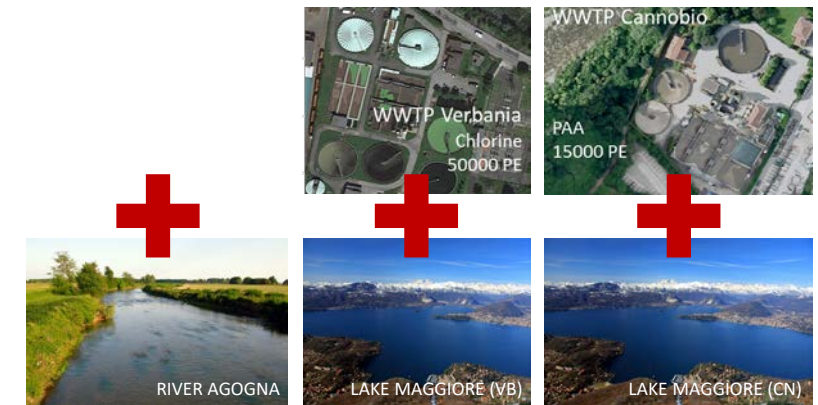 WWTP Verbania
Chlorine
50000 PE
WWTP Cannobio
PAA
15000 PE
RIVER AGOGNA
LAKE MAGGIORE (VB)
LAKE MAGGIORE (CN)